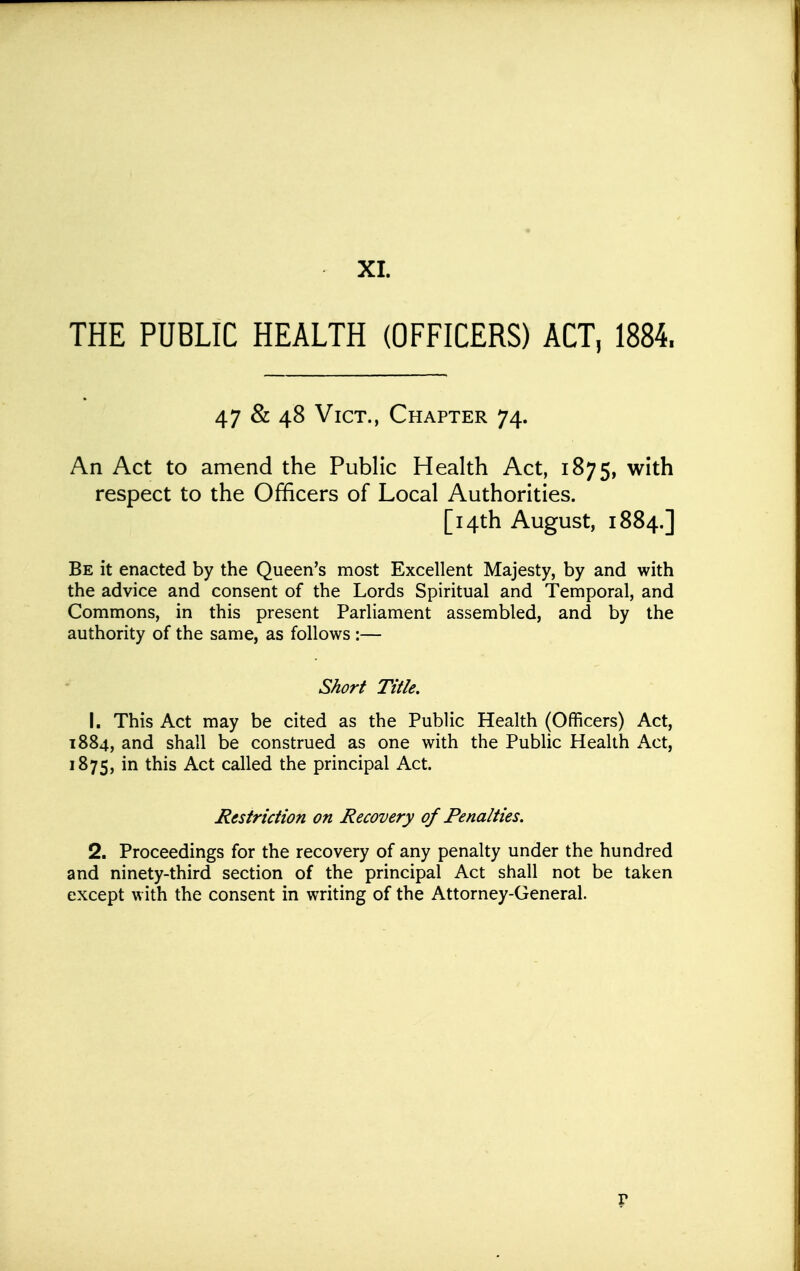 XI.
THE PUBLIC HEALTH (OFFICERS) ACT, 1884.
47 & 48 VICT., CHAPTER 74.
An Act to amend the Public Health Act, 1875, with
respect to the Officers of Local Authorities.
[14th August, 1884.]
BE it enacted by the Queen's most Excellent Majesty, by and with
the advice and consent of the Lords Spiritual and Temporal, and
Commons, in this present Parliament assembled, and by the
authority of the same, as follows :—
Short Title.
1. This Act may be cited as the Public Health (Officers) Act,
1884, and shall be construed as one with the Public Health Act,
1875, in this Act called the principal Act.
Restriction on Recovery of Penalties.
2. Proceedings for the recovery of any penalty under the hundred
and ninety-third section of the principal Act shall not be taken
except with the consent in writing of the Attorney-General.
P